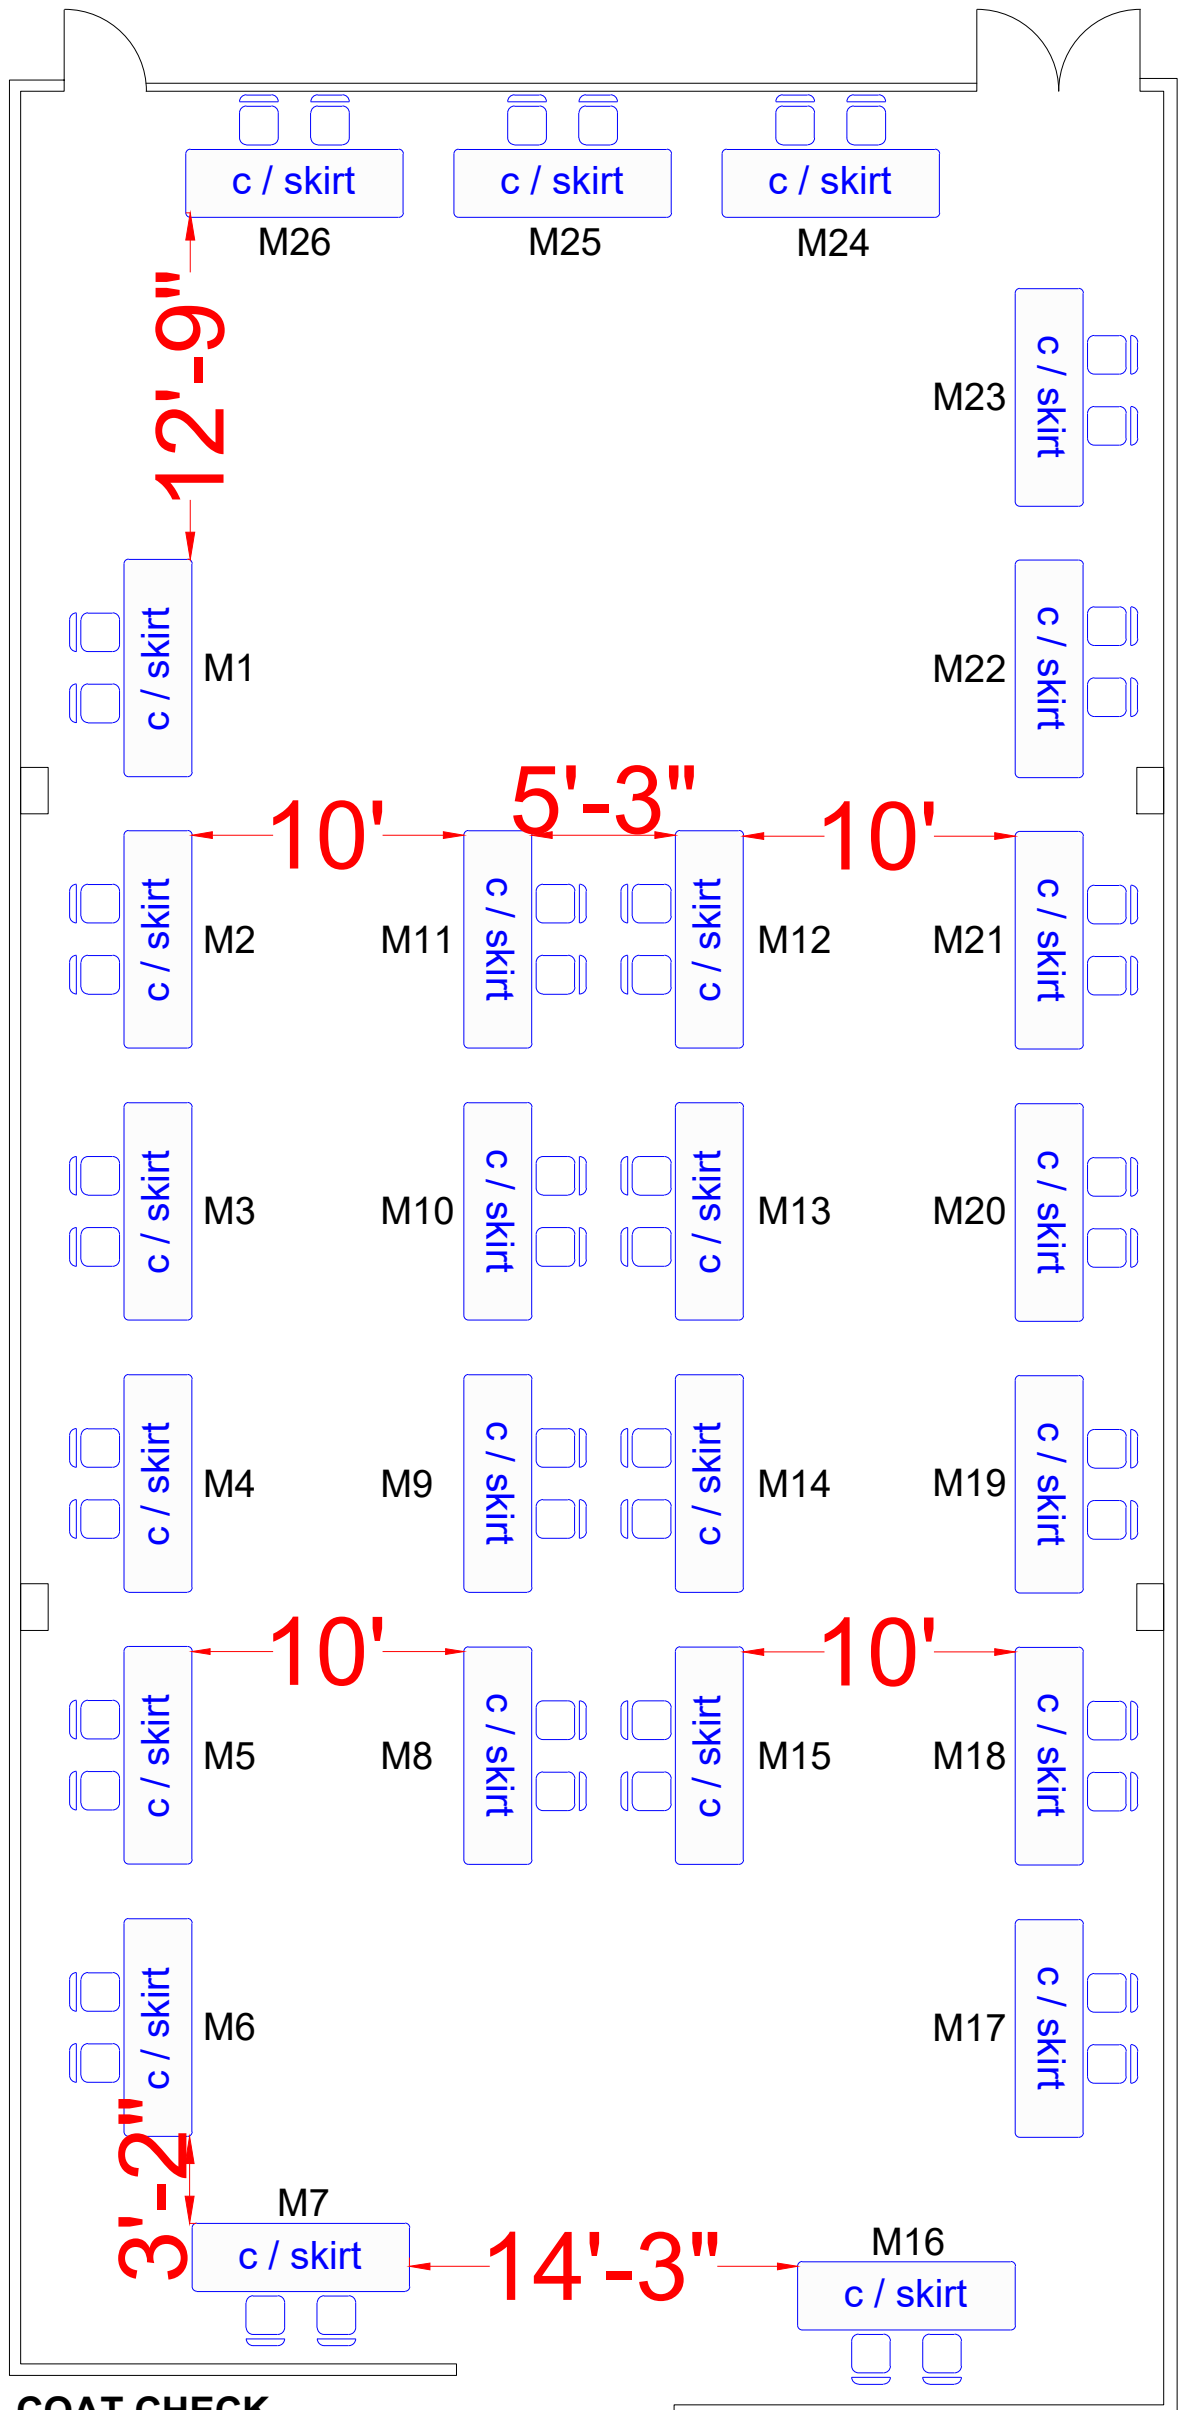 c / skirt c / skirt c / skirt
M26 M25 M24
12'-9"
M23 c / skirt
c / skirt M1 M22 c / skirt
10' 5'-3" 10'
c / skirt M2 M11 c / skirt c / skirt M12 M21 c / skirt
c / skirt M3 M10 c / skirt c / skirt M13 M20 c / skirt
c / skirt M4 M9 c / skirt c / skirt M14 M19 c / skirt
10' 10'
c / skirt M5 M8 c / skirt c / skirt M15 M18 c / skirt
c / skirt M6 M17 c / skirt
3'-2"
M7
c / skirt
14'-3"
M16
c / skirt
COAT CHECK